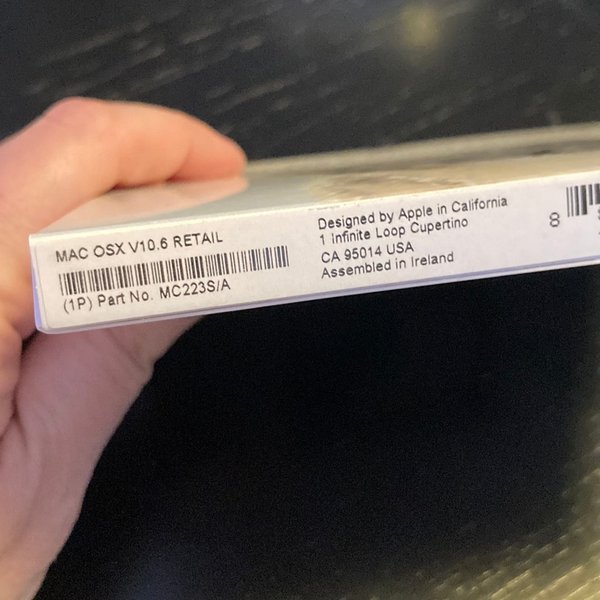 MAC OSX V10.6 RETAIL
(1P) Part No. MC223S/A
Designed by Apple in California
1 Infinite Loop Cupertino
CA 95014 USA
Assembled in Ireland
8